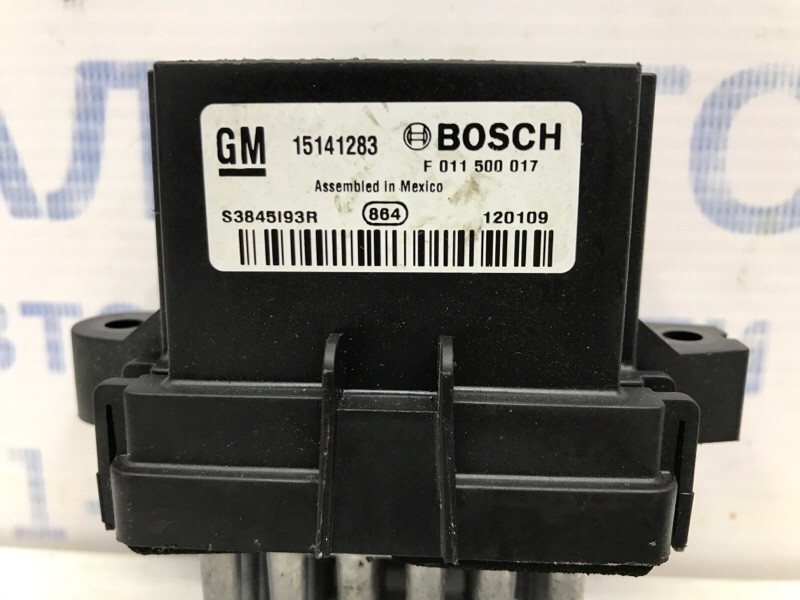 GM 15141283 BOSCH
F 011 500 017
Assembled in Mexico
S3845I93R 864 120109